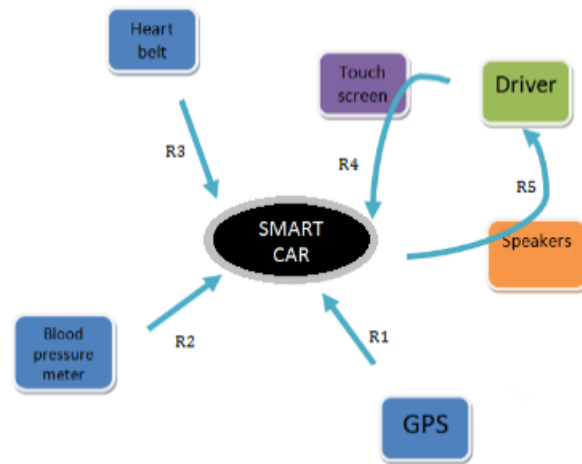 Heart
belt
Touch
screen
Driver
R3
R4
R5
SMART
CAR
Speakers
Blood
pressure
meter
R2
R1
GPS